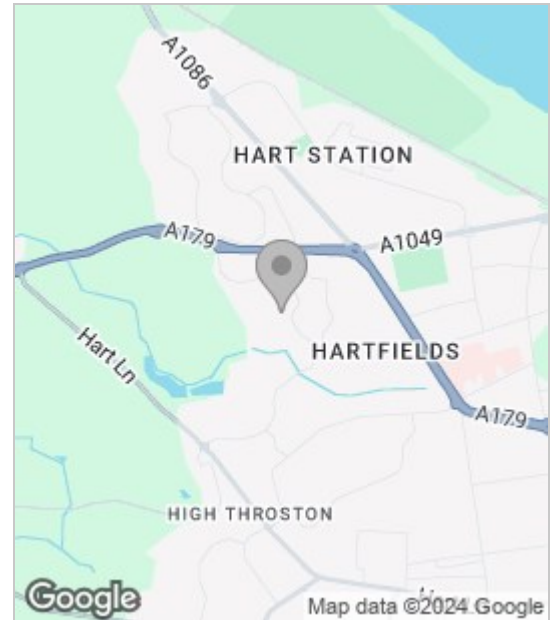 A1086
HART STATION
A179
A1049
Hart Ln
HARTFIELDS
A179
HIGH THROSTON
Google
Map data ©2024 Google